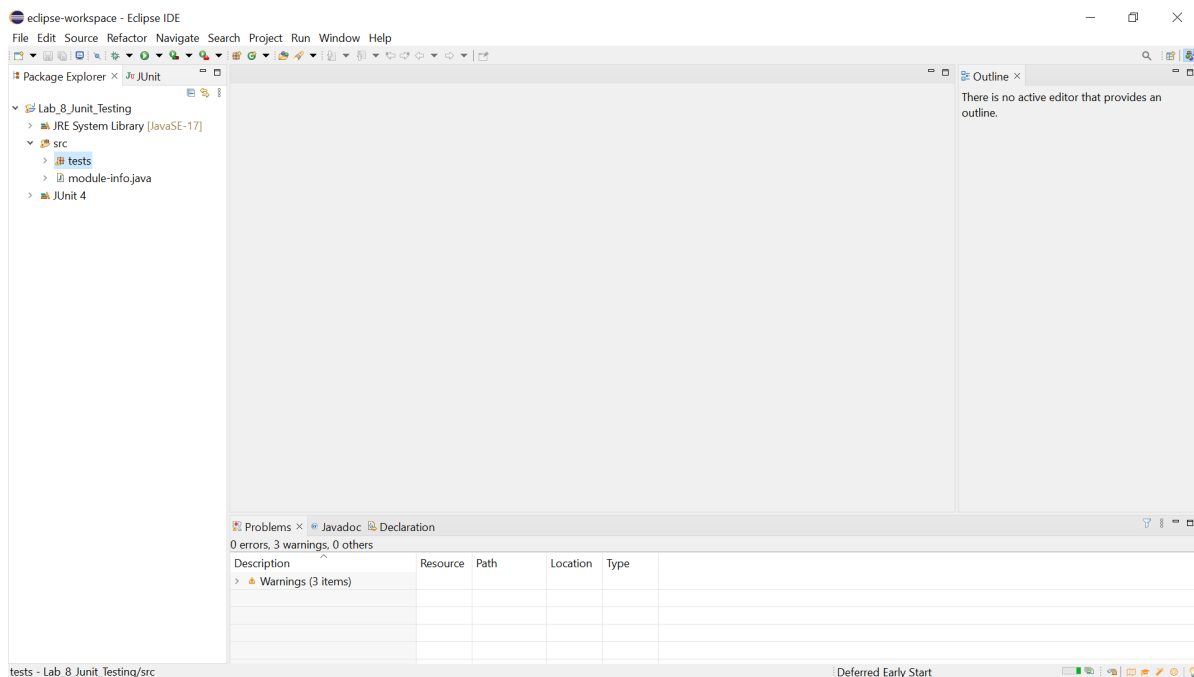 eclipse-workspace - Eclipse IDE
File Edit Source Refactor Navigate Search Project Run Window Help
Package Explorer JUnit
Lab_8_Junit_Testing
JRE System Library [JavaSE-17]
src
tests
module-info.java
JUnit 4
Outline
There is no active editor that provides an
outline.
Problems Javadoc Declaration
0 errors, 3 warnings, 0 others
Description Resource Path Location Type
Warnings (3 items)
tests - Lab_8_Junit_Testing/src Deferred Early Start